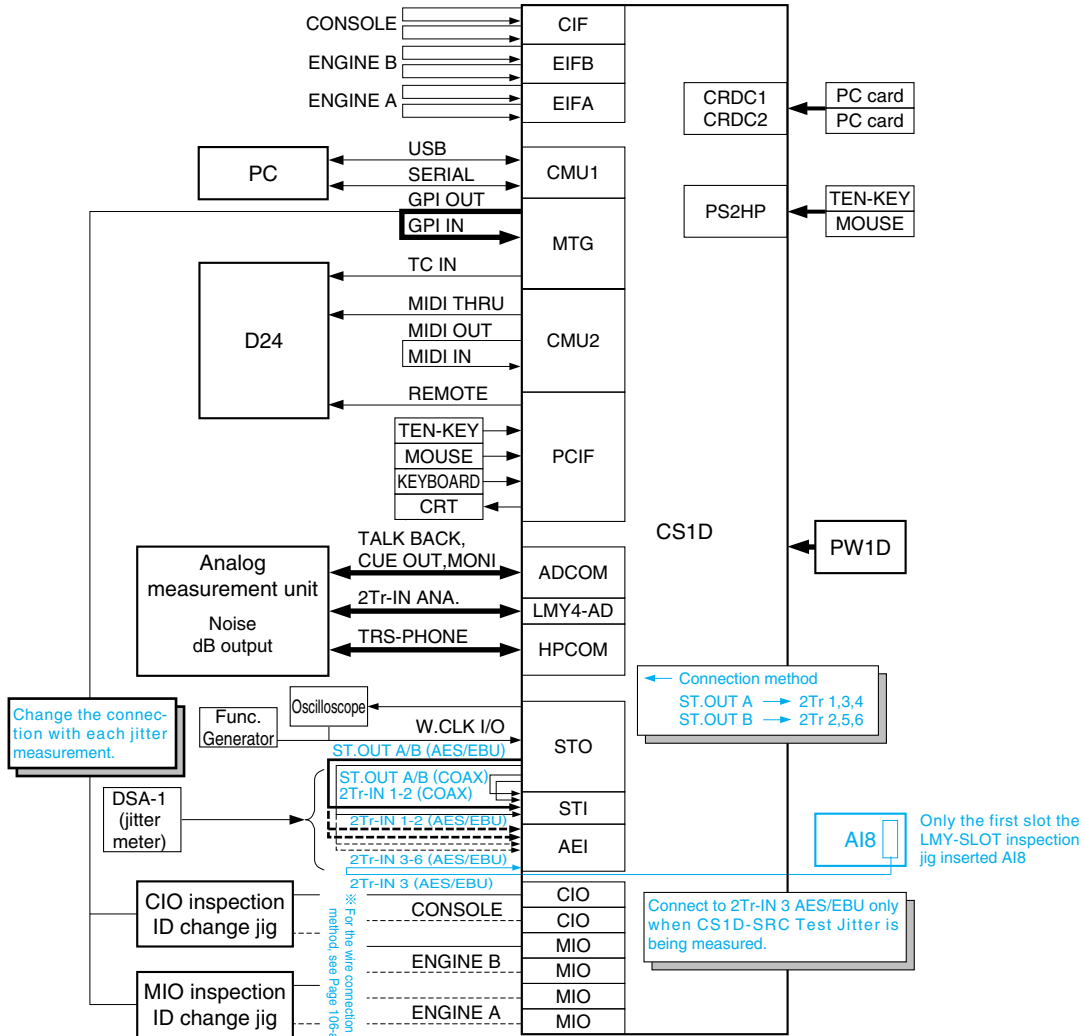 CONSOLE
CIF
ENGINE B
EIFB
ENGINE A
EIFA
CRDC1
CRDC2
PC card
PC card
PC
USB
SERIAL
CMU1
GPI OUT
GPI IN
MTG
PS2HP
TEN-KEY
MOUSE
D24
TC IN
MIDI THRU
MIDI OUT
MIDI IN
CMU2
REMOTE
TEN-KEY
MOUSE
KEYBOARD
CRT
PCIF
CS1D
PW1D
Analog
measurement unit
Noise
dB output
TALK BACK,
CUE OUT,MONI
ADCOM
2Tr-IN ANA.
LMY4-AD
TRS-PHONE
HPCOM
Connection method
ST.OUT A 2Tr 1,3,4
ST.OUT B 2Tr 2,5,6
Change the connec-
tion with each jitter
measurement.
Func.
Generator
Oscilloscope
W.CLK I/O
STO
ST.OUT A/B (AES/EBU)
ST.OUT A/B (COAX)
2Tr-IN 1-2 (COAX)
STI
DSA-1
(jitter
meter)
2Tr-IN 1-2 (AES/EBU)
AEI
2Tr-IN 3-6 (AES/EBU)
2Tr-IN 3 (AES/EBU)
AI8
Only the first slot the
LMY-SLOT inspection
jig inserted AI8
CIO inspection
ID change jig
※ For the wire connection
method, see Page 106-
CONSOLE
CIO
CIO
ENGINE B
MIO
MIO
MIO inspection
ID change jig
ENGINE A
MIO
MIO
Connect to 2Tr-IN 3 AES/EBU only
when CS1D-SRC Test Jitter is
being measured.